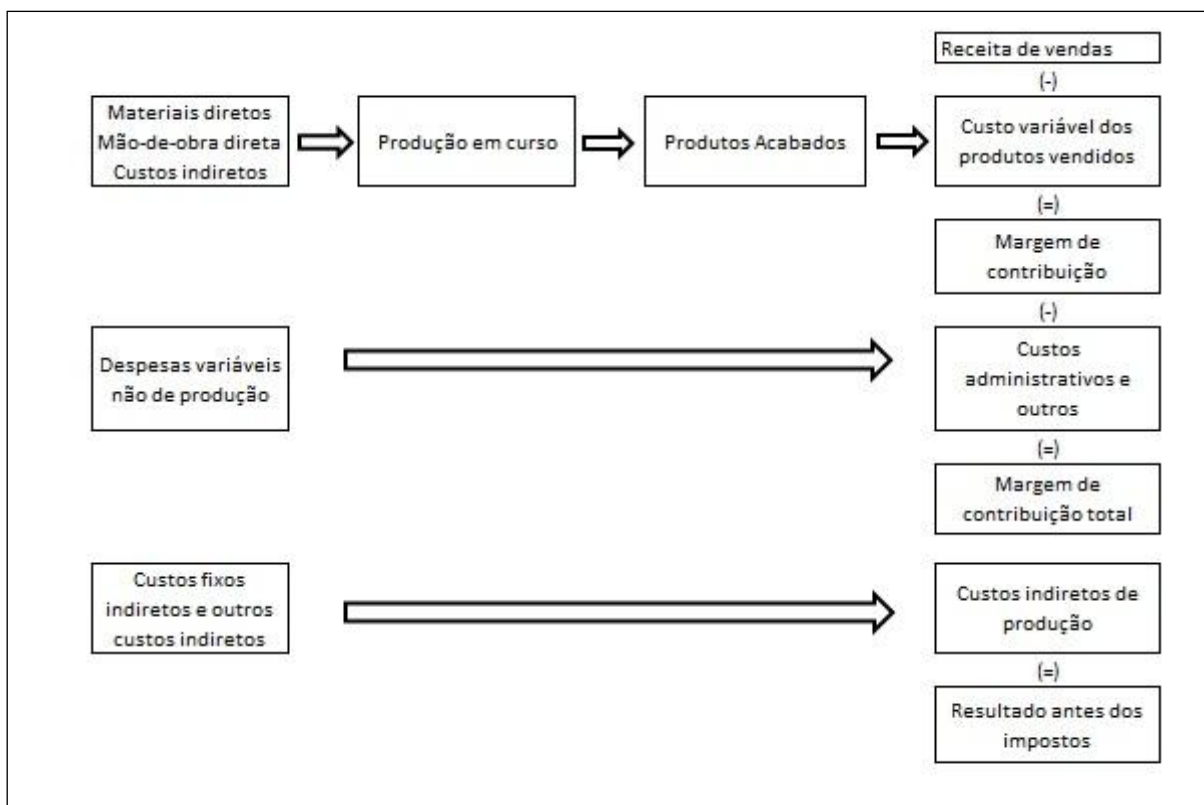 Receita de vendas
(-)
Materiais diretos
Mão-de-obra direta
Custos indiretos
Produção em curso
Produtos Acabados
Custo variável dos
produtos vendidos
(=)
Margem de
contribuição
(-)
Despesas variáveis
não de produção
Custos
administrativos e
outros
(=)
Margem de
contribuição total
Custos fixos
indiretos e outros
custos indiretos
Custos indiretos de
produção
(=)
Resultado antes dos
impostos